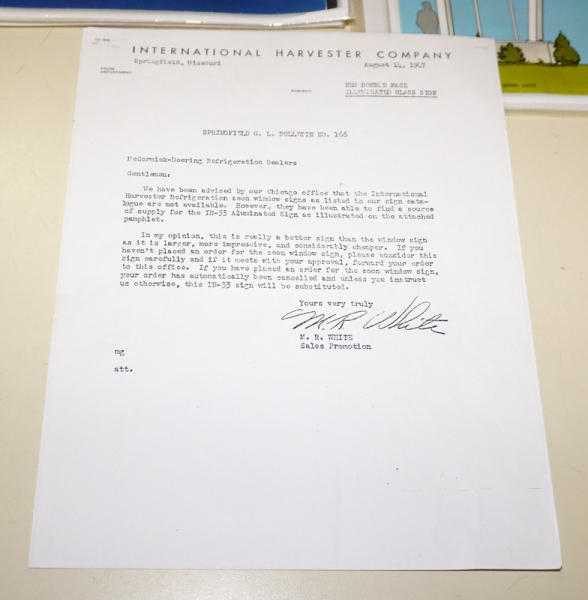 INTERNATIONAL HARVESTER COMPANY
Springfield, Missouri
August 14, 1947
FROM
DEPARTMENT
SUBJECT:
DOUBLE FACE
ILLUMINATED GLASS SIGN
SPRINGFIELD G. L. BULLETIN NO. 166
McCormick-Deering Refrigeration Dealers
Gentlemen:
We have been advised by our Chicago office that the International
Harvester Refrigeration neon window signs as listed in our sign cata-
logue are not available. However, they have been able to find a source
of supply for the IH-33 Aluminated Sign as illustrated on the attached
pamphlet.
In my opinion, this is really a better sign than the window sign
as it is larger, more impressive, and considerably cheaper. If you
haven't placed an order for the neon window sign, please consider this
sign carefully and if it meets with your approval, forward your order
to this office. If you have placed an order for the neon window sign,
your order has automatically been cancelled and unless you instruct
us otherwise, this IH-33 sign will be substituted.
Yours very truly
M. R. White
M. R. WHITE
Sales Promotion
mg
att.